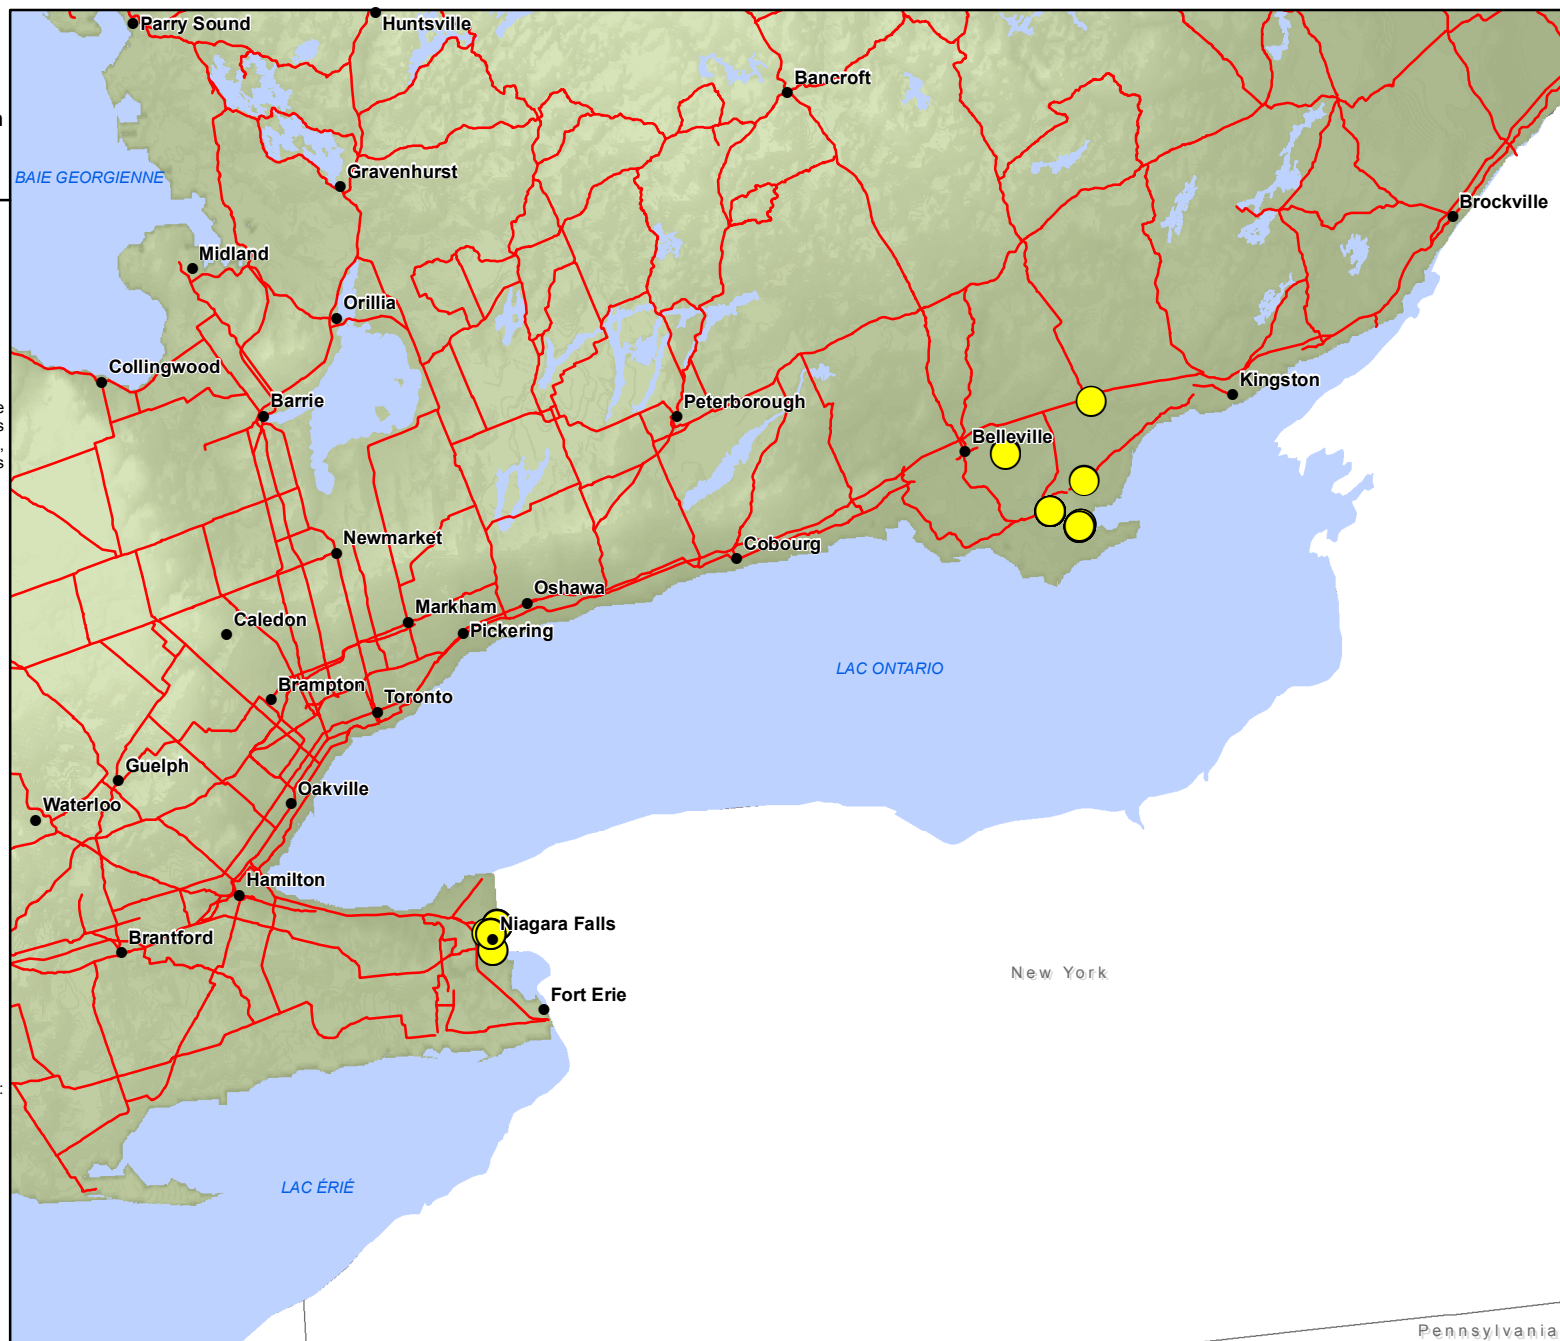 Parry Sound
Huntsville
Bancroft
BAIE GEORGIENNE
Gravenhurst
Brockville
Midland
Orillia
Collingwood
Kingston
Barrie
Peterborough
Belleville
Newmarket
Cobourg
Oshawa
Markham
Caledon
Pickering
LAC ONTARIO
Brampton
Toronto
Guelph
Oakville
Waterloo
Hamilton
Niagara Falls
Brantford
New York
Fort Erie
LAC ÉRIÉ
Pennsylvania